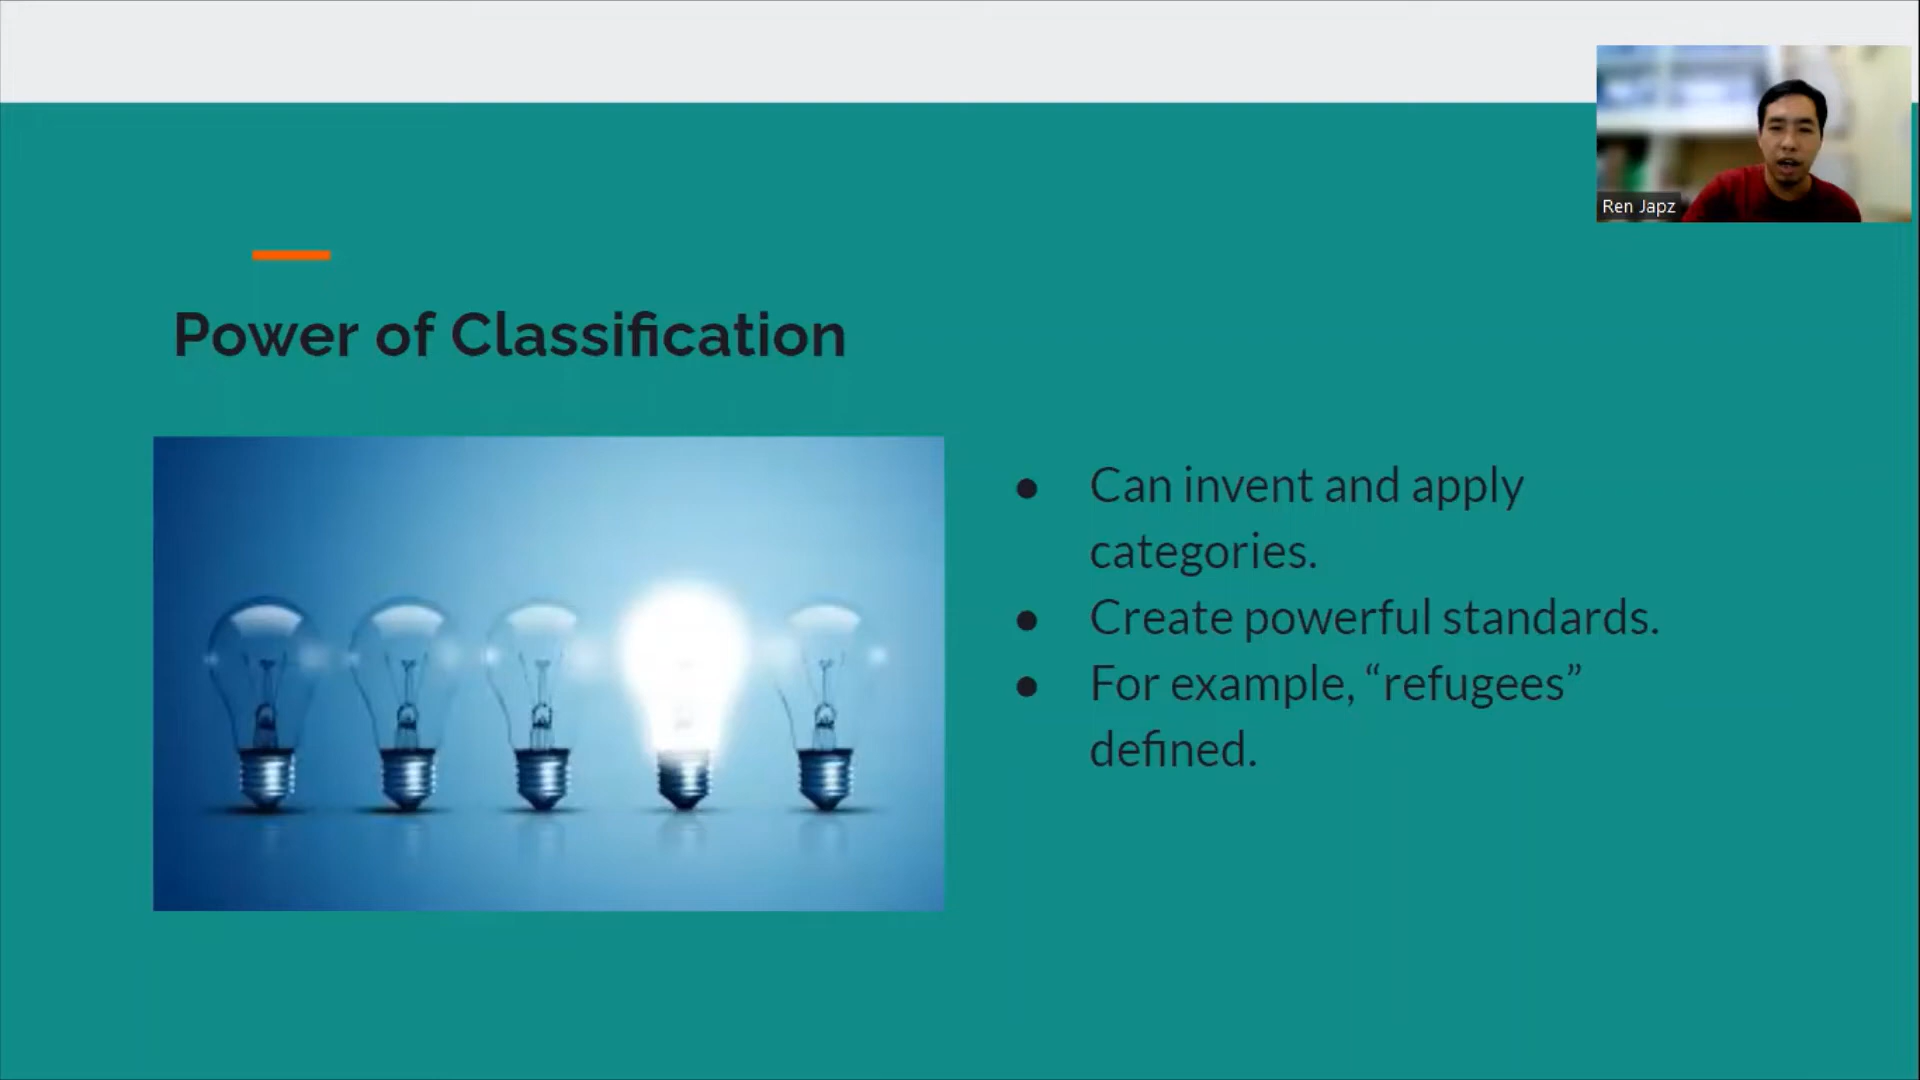 Ren Japz
Power of Classification
● Can invent and apply
categories.
● Create powerful standards.
● For example, “refugees”
defined.